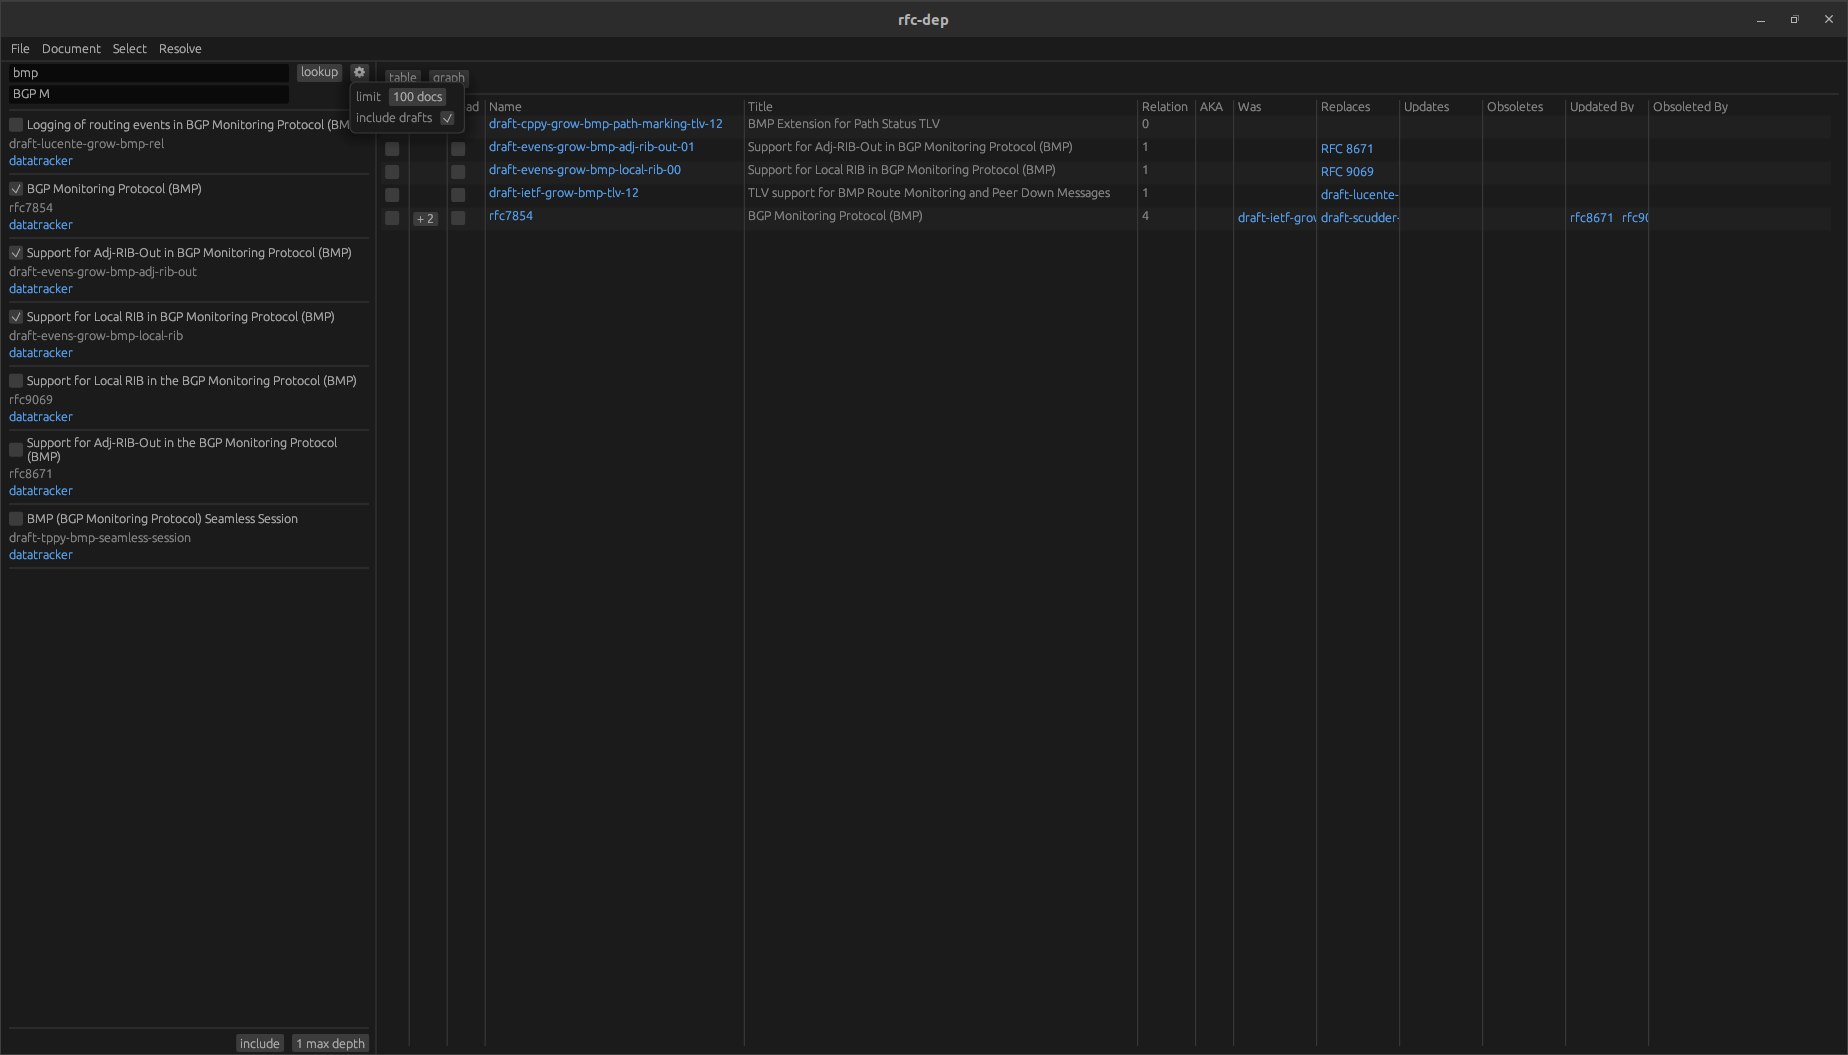 rfc-dep
File Document Select Resolve
bmp lookup
BGP M
table graph
limit 100 docs
include drafts
Logging of routing events in BGP Monitoring Protocol (BM
draft-lucente-grow-bmp-rel
datatracker
BGP Monitoring Protocol (BMP)
rfc7854
datatracker
Support for Adj-RIB-Out in BGP Monitoring Protocol (BMP)
draft-evens-grow-bmp-adj-rib-out
datatracker
Support for Local RIB in BGP Monitoring Protocol (BMP)
draft-evens-grow-bmp-local-rib
datatracker
Support for Local RIB in the BGP Monitoring Protocol (BMP)
rfc9069
datatracker
Support for Adj-RIB-Out in the BGP Monitoring Protocol
(BMP)
rfc8671
datatracker
BMP (BGP Monitoring Protocol) Seamless Session
draft-tppy-bmp-seamless-session
datatracker
include 1 max depth
ad Name Title Relation AKA Was Replaces Updates Obsoletes Updated By Obsoleted By
draft-cppy-grow-bmp-path-marking-tlv-12 BMP Extension for Path Status TLV 0
draft-evens-grow-bmp-adj-rib-out-01 Support for Adj-RIB-Out in BGP Monitoring Protocol (BMP) 1 RFC 8671
draft-evens-grow-bmp-local-rib-00 Support for Local RIB in BGP Monitoring Protocol (BMP) 1 RFC 9069
draft-ietf-grow-bmp-tlv-12 TLV support for BMP Route Monitoring and Peer Down Messages 1 draft-lucente-
+ 2 rfc7854 BGP Monitoring Protocol (BMP) 4 draft-ietf-grow draft-scudder- rfc8671 rfc90